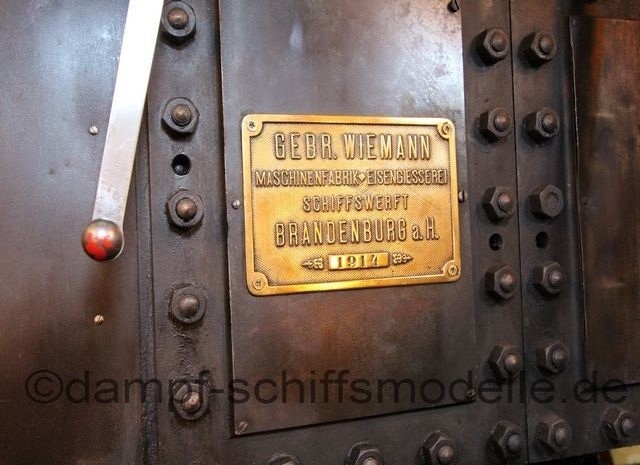 GEBR. WIEMANN
MASCHINENFABRIK • EISENGIESSEREI
SCHIFFSWERFT
BRANDENBURG a.H.
1914
©dampf-schiffsmodelle.de